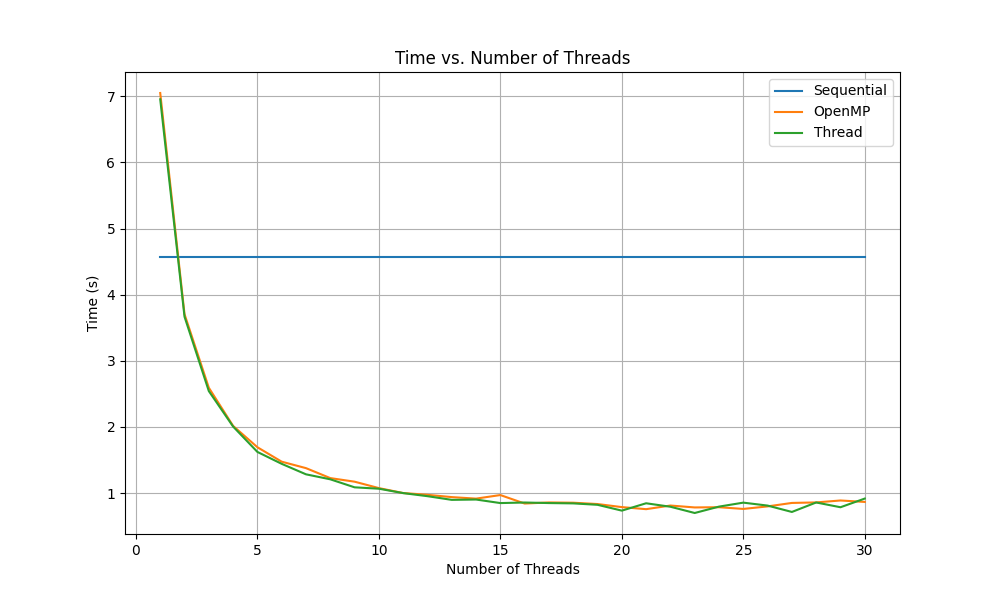 Time vs. Number of Threads
Sequential
OpenMP
Thread
7
6
5
4
3
2
1
Time (s)
0
5
10
15
20
25
30
Number of Threads